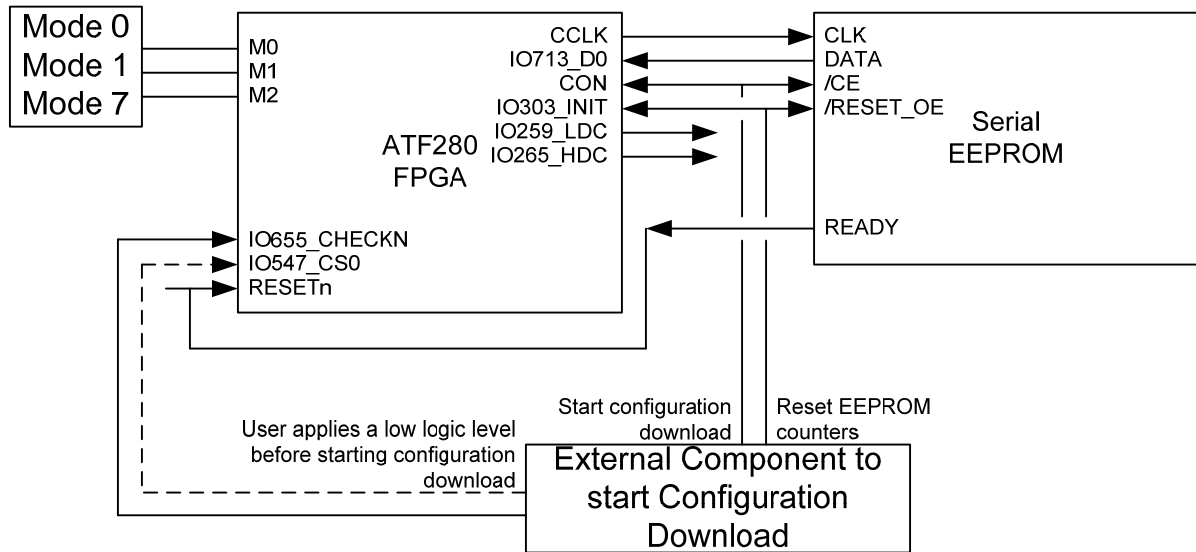 Mode 0
Mode 1
Mode 7
M0
M1
M2
ATF280
FPGA
CCLK
IO713_D0
CON
IO303_INIT
IO259_LDC
IO265_HDC
IO655_CHECKN
IO547_CS0
RESETn
CLK
DATA
/CE
/RESET_OE
READY
Serial
EEPROM
User applies a low logic level
before starting configuration
download
Start configuration
download
Reset EEPROM
counters
External Component to
start Configuration
Download